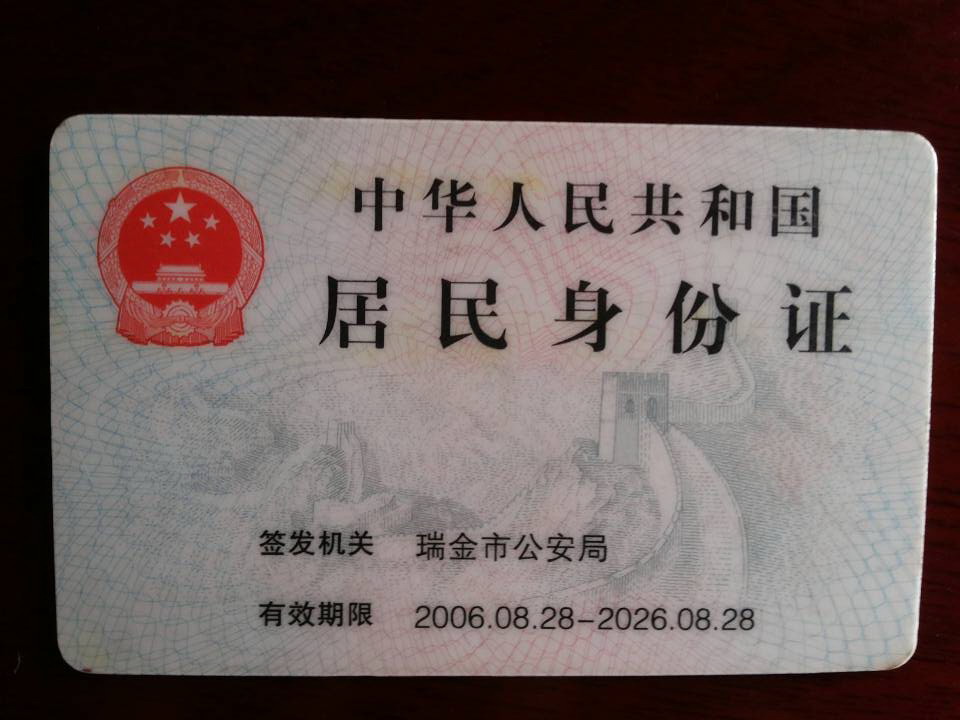 中华人民共和国
居民身份证
签发机关 瑞金市公安局
有效期限 2006.08.28-2026.08.28